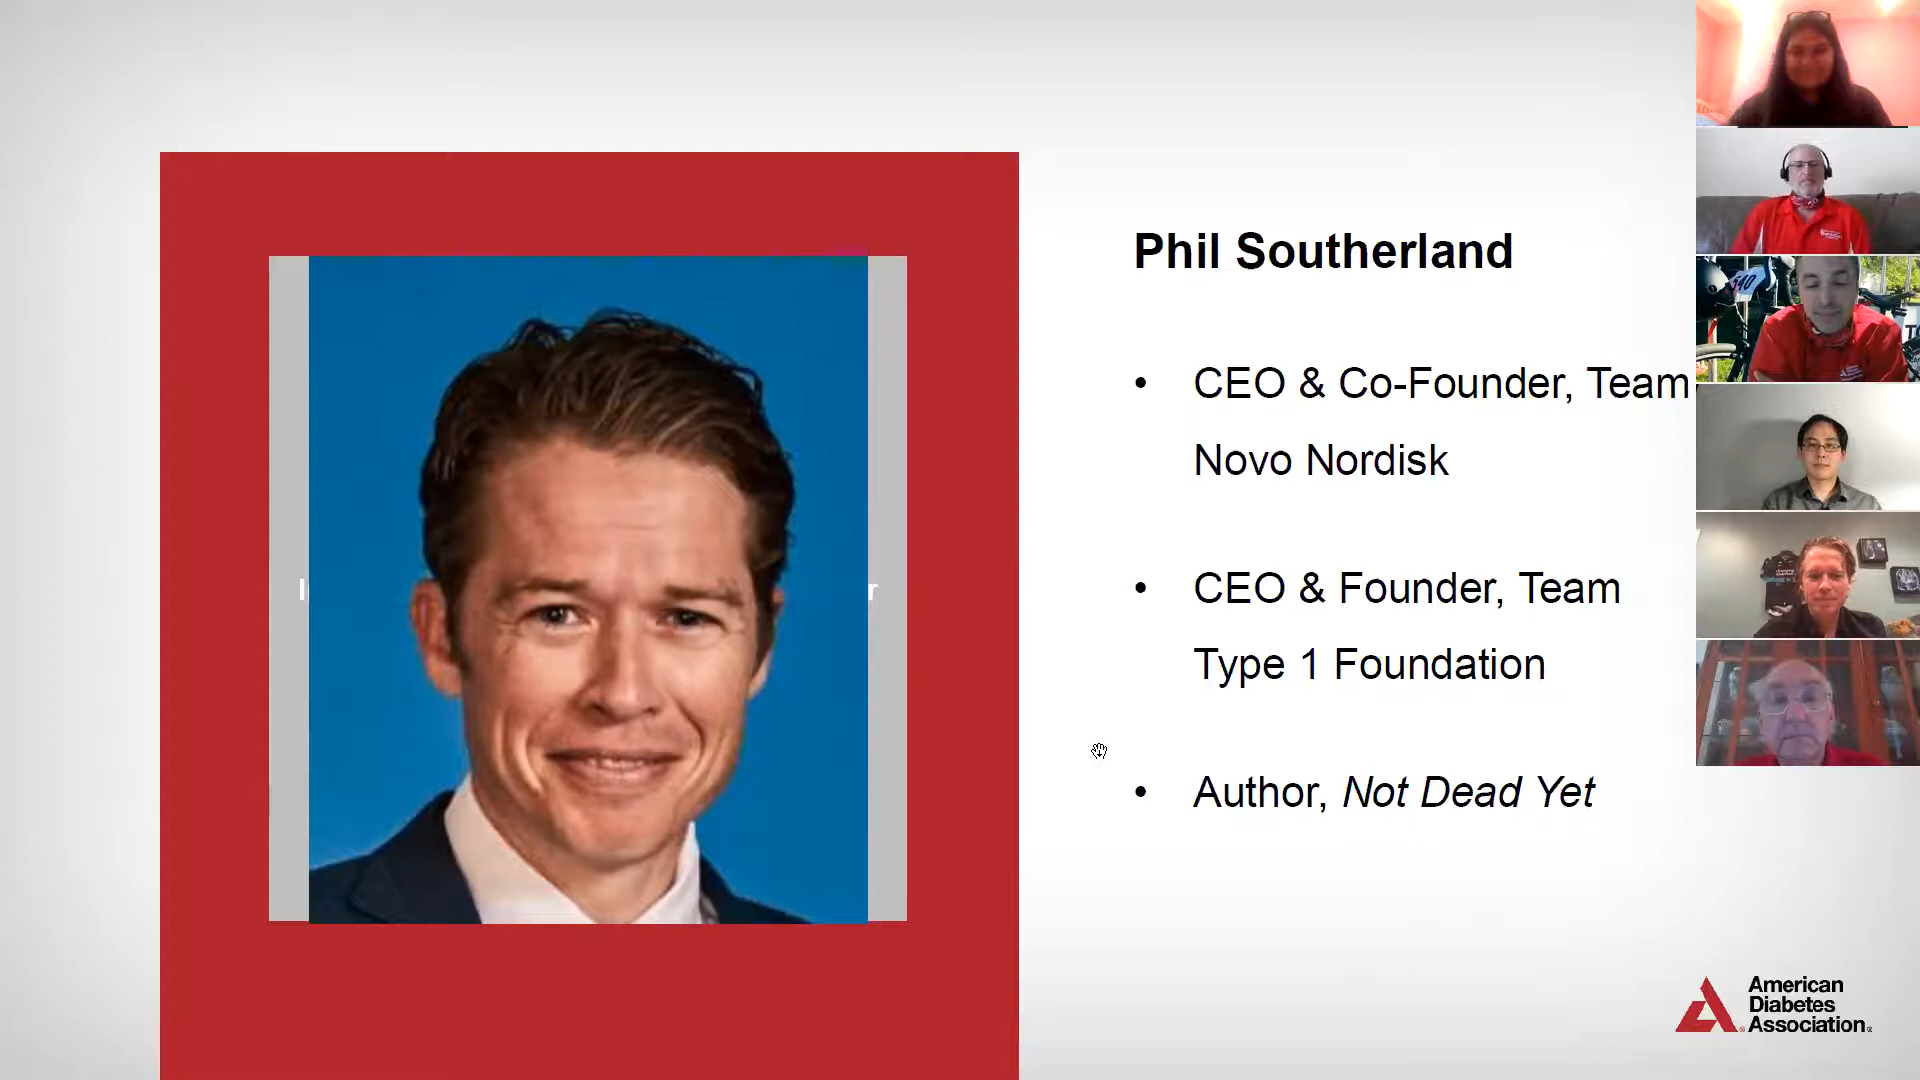 Phil Southerland
• CEO & Co-Founder, Team
Novo Nordisk
• CEO & Founder, Team
Type 1 Foundation
• Author, Not Dead Yet
540
American
Diabetes
Association®